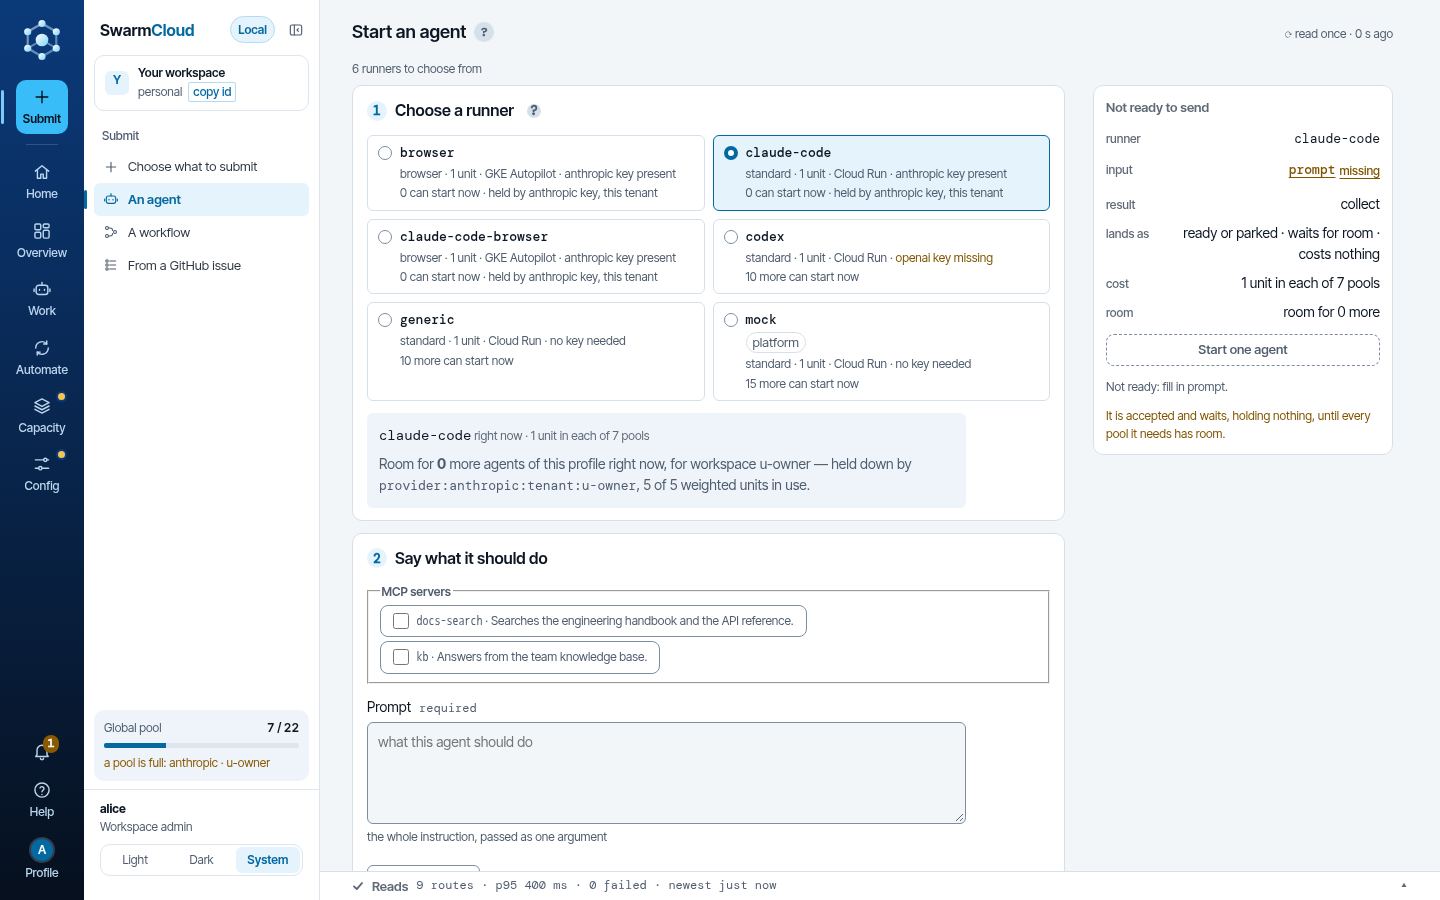 Submit
Home
Overview
Work
Automate
Capacity
Config
1
Help
A
Profile
SwarmCloud
Local
Y
Your workspace
personal copy id
Submit
Choose what to submit
An agent
A workflow
From a GitHub issue
Global pool 7 / 22
a pool is full: anthropic · u-owner
alice
Workspace admin
Light Dark System
Start an agent ?
read once · 0 s ago
6 runners to choose from
1 Choose a runner ?
browser
browser · 1 unit · GKE Autopilot · anthropic key present
0 can start now · held by anthropic key, this tenant
claude-code
standard · 1 unit · Cloud Run · anthropic key present
0 can start now · held by anthropic key, this tenant
claude-code-browser
browser · 1 unit · GKE Autopilot · anthropic key present
0 can start now · held by anthropic key, this tenant
codex
standard · 1 unit · Cloud Run · openai key missing
10 more can start now
generic
standard · 1 unit · Cloud Run · no key needed
10 more can start now
mock
platform
standard · 1 unit · Cloud Run · no key needed
15 more can start now
claude-code right now · 1 unit in each of 7 pools
Room for 0 more agents of this profile right now, for workspace u-owner — held down by
provider:anthropic:tenant:u-owner, 5 of 5 weighted units in use.
2 Say what it should do
MCP servers
docs-search · Searches the engineering handbook and the API reference.
kb · Answers from the team knowledge base.
Prompt required
what this agent should do
the whole instruction, passed as one argument
Not ready to send
runner claude-code
input prompt missing
result collect
lands as ready or parked · waits for room ·
costs nothing
cost 1 unit in each of 7 pools
room room for 0 more
Start one agent
Not ready: fill in prompt.
It is accepted and waits, holding nothing, until every
pool it needs has room.
Reads 9 routes · p95 400 ms · 0 failed · newest just now